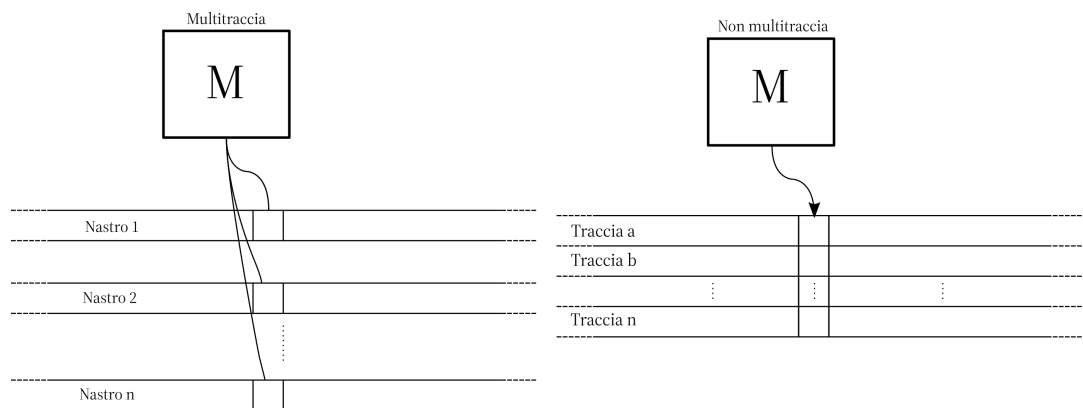 Multitraccia
M
Nastro 1
Nastro 2
Nastro n
Non multitraccia
M
Traccia a
Traccia b
Traccia n